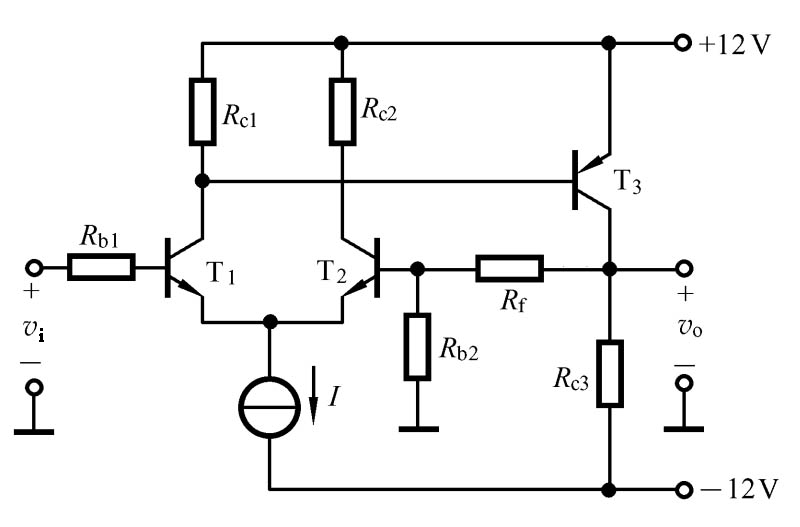 +12 V
Rc1
Rc2
T3
Rb1
T1
T2
Rf
+
vi
−
+
vo
−
Rb2
Rc3
I
−12 V